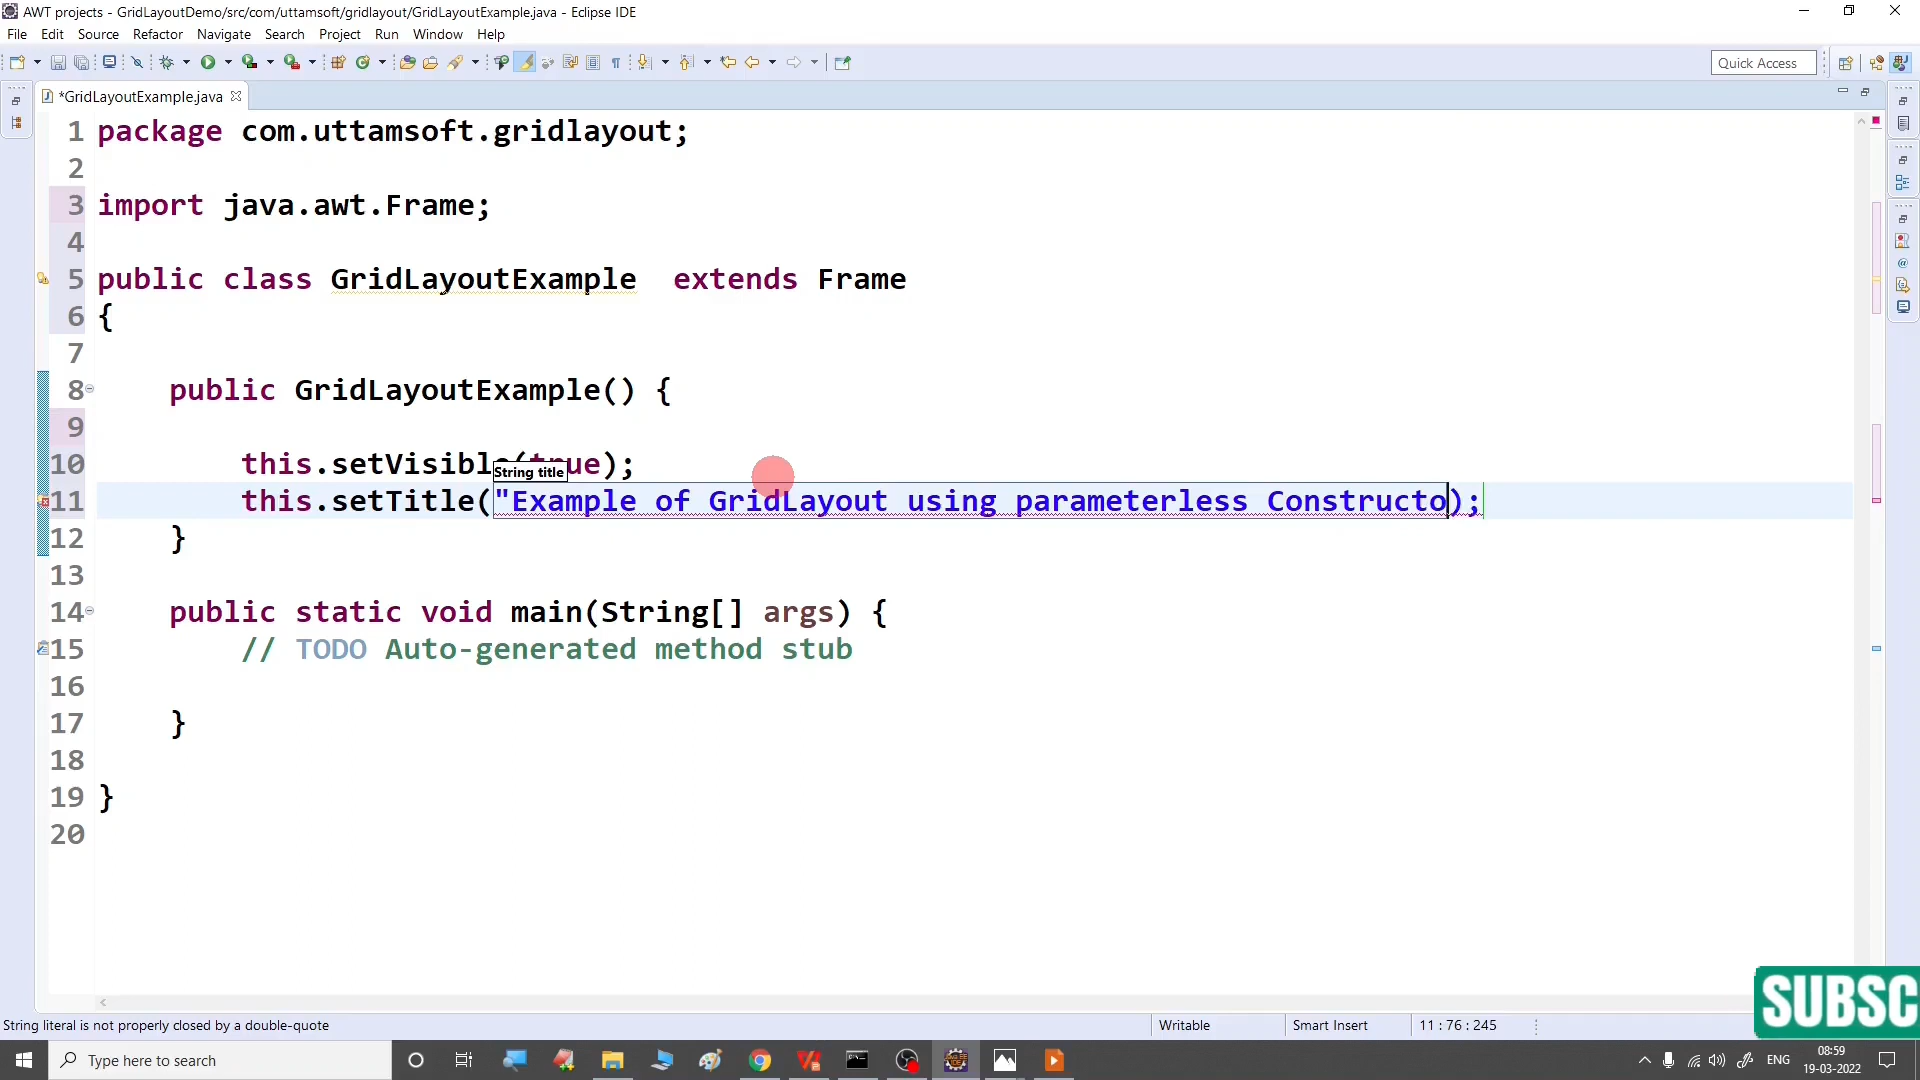 AWT projects - GridLayoutDemo/src/com/uttamsoft/gridlayout/GridLayoutExample.java - Eclipse IDE
File Edit Source Refactor Navigate Search Project Run Window Help
Quick Access
*GridLayoutExample.java
1 package com.uttamsoft.gridlayout;
2
3 import java.awt.Frame;
4
5 public class GridLayoutExample  extends Frame
6 {
7
8     public GridLayoutExample() {
9
10         this.setVisible(true);
String title
11         this.setTitle("Example of GridLayout using parameterless Constructo);
12     }
13
14     public static void main(String[] args) {
15         // TODO Auto-generated method stub
16
17     }
18
19 }
20
SUBSC
String literal is not properly closed by a double-quote
Writable
Smart Insert
11 : 76 : 245
Type here to search
ENG
08:59
19-03-2022